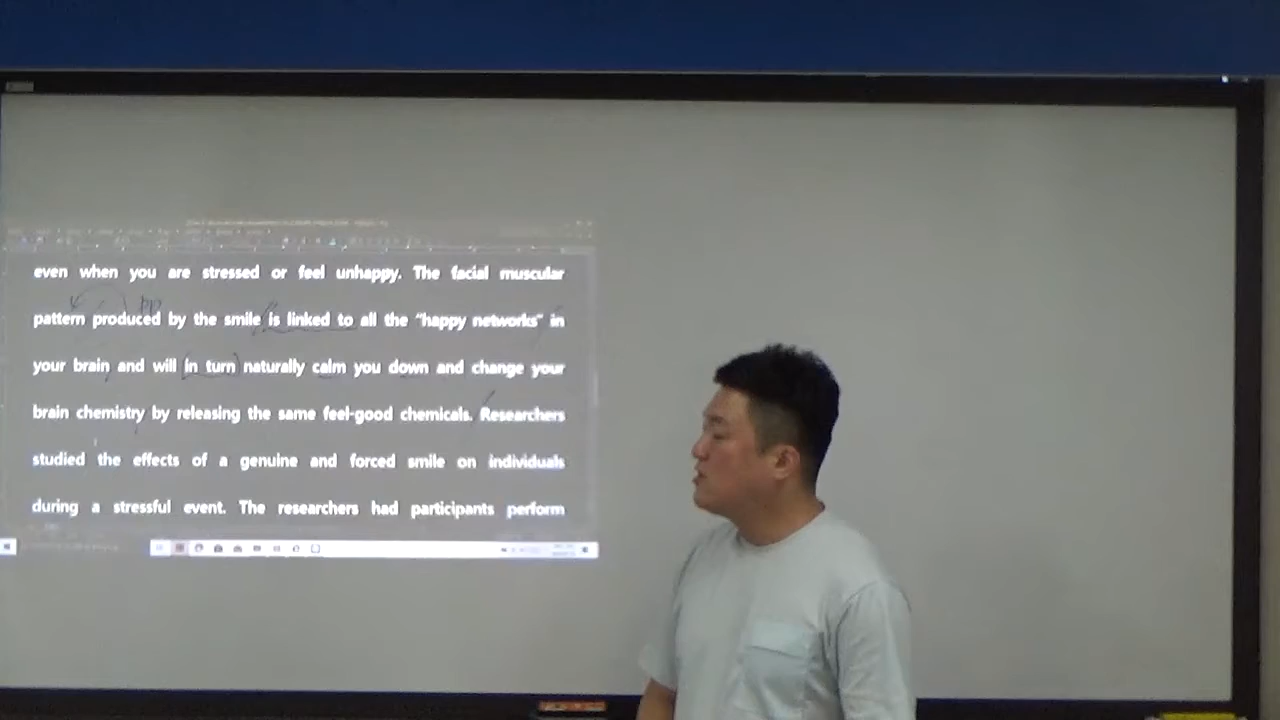 even when you are stressed or feel unhappy. The facial muscular
pp
pattern produced by the smile is linked to all the "happy networks" in
your brain and will in turn naturally calm you down and change your
brain chemistry by releasing the same feel-good chemicals. Researchers
studied the effects of a genuine and forced smile on individuals
during a stressful event. The researchers had participants perform